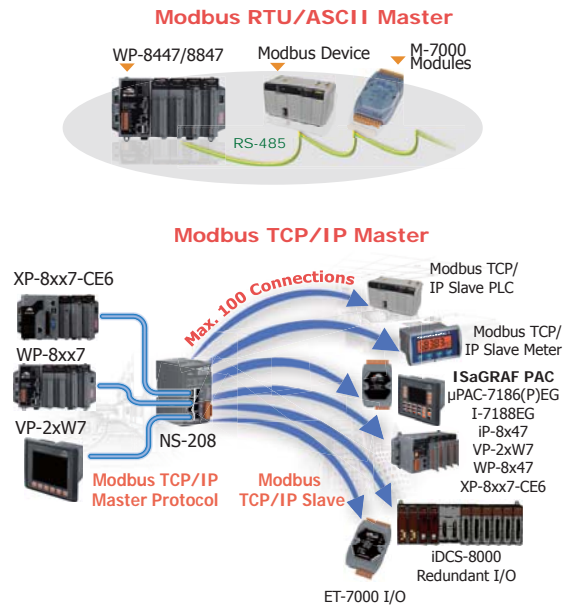 Modbus RTU/ASCII Master
WP-8447/8847
Modbus Device
M-7000
Modules
RS-485
Modbus TCP/IP Master
XP-8xx7-CE6
WP-8xx7
VP-2xW7
NS-208
Max. 100 Connections
Modbus TCP/IP
Master Protocol
Modbus
TCP/IP Slave
Modbus TCP/
IP Slave PLC
Modbus TCP/
IP Slave Meter
ISaGRAF PAC
µPAC-7186(P)EG
I-7188EG
iP-8x47
VP-2xW7
WP-8x47
XP-8xx7-CE6
iDCS-8000
Redundant I/O
ET-7000 I/O